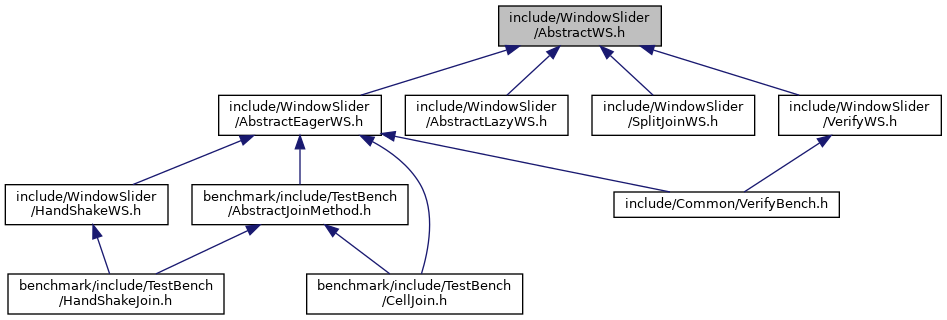 include/WindowSlider
/AbstractWS.h
include/WindowSlider
/AbstractEagerWS.h
include/WindowSlider
/AbstractLazyWS.h
include/WindowSlider
/SplitJoinWS.h
include/WindowSlider
/VerifyWS.h
include/WindowSlider
/HandShakeWS.h
benchmark/include/TestBench
/AbstractJoinMethod.h
include/Common/VerifyBench.h
benchmark/include/TestBench
/HandShakeJoin.h
benchmark/include/TestBench
/CellJoin.h